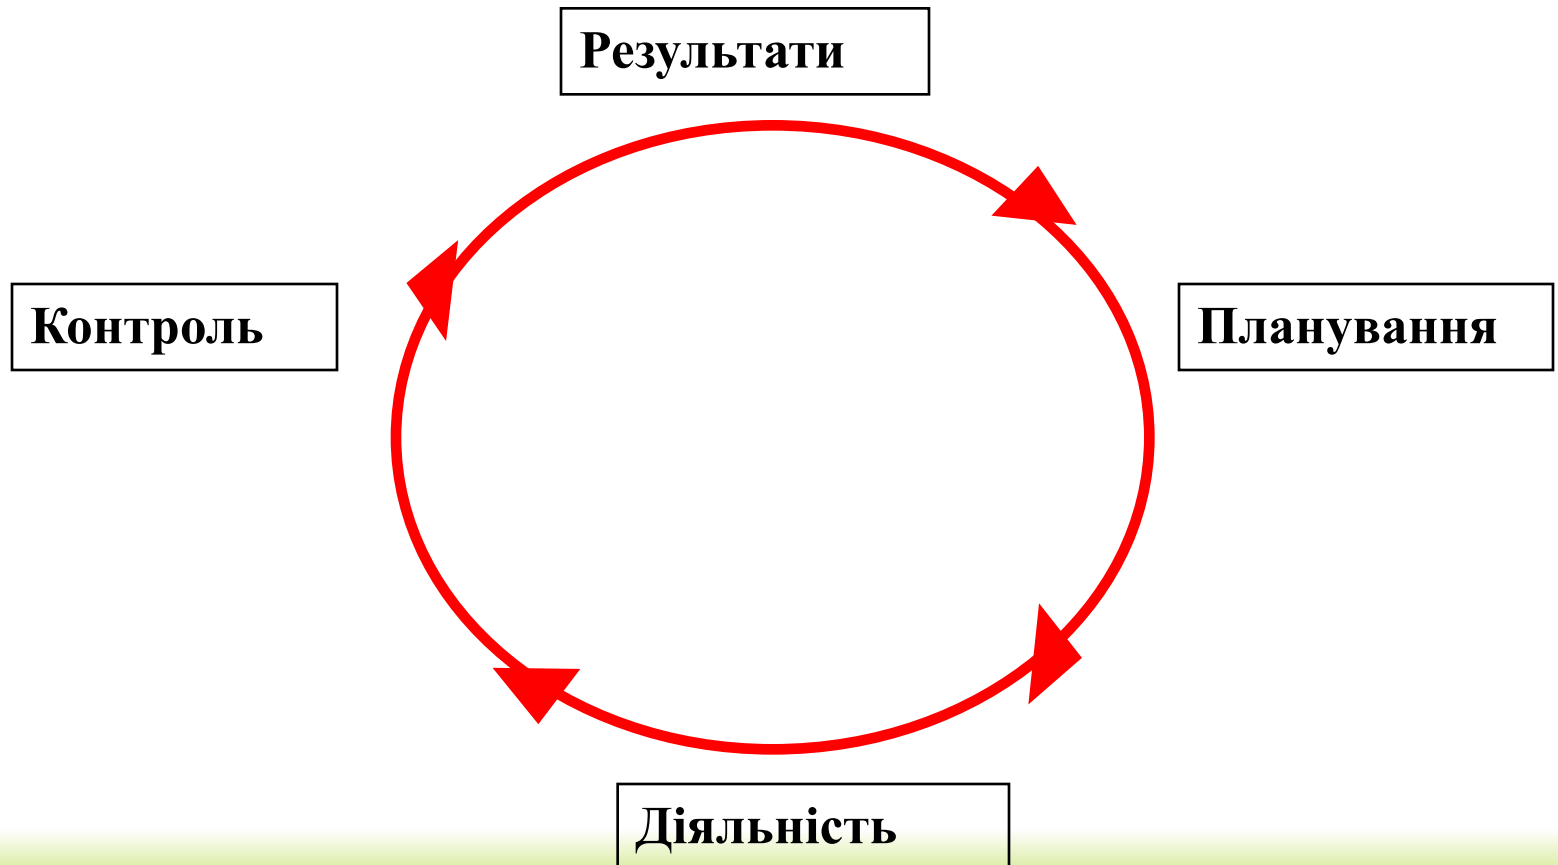 Результати
Контроль
Планування
Діяльність